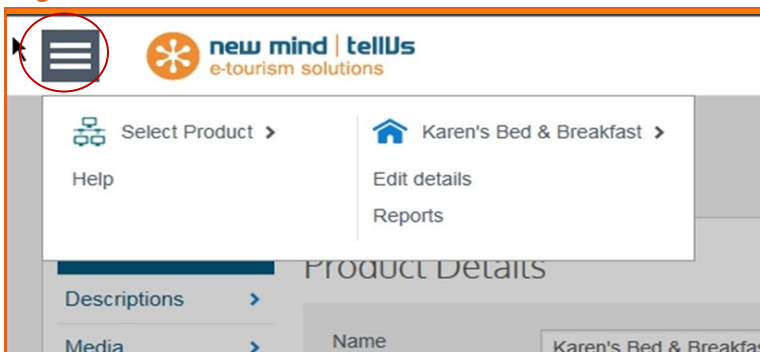 new mind | tellUs
e-tourism solutions
Select Product >
Help
Karen's Bed & Breakfast >
Edit details
Reports
Product Details
Descriptions >
Media >
Name
Karen's Bed & Breakfas